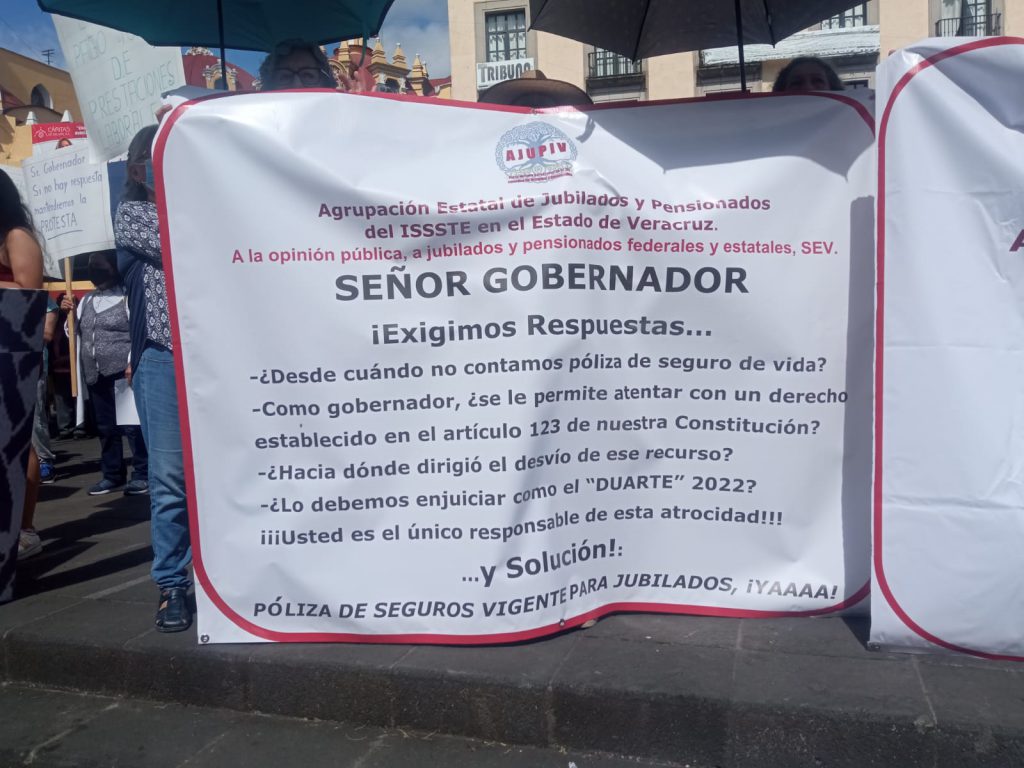 TRIBUNO
DE
PRESTACIONES
CÁRITAS
Sr. Gobernador
Si no hay respuesta
mantendremos la
PROTESTA
AJUPIV
Agrupación Estatal de Jubilados y Pensionados
del ISSSTE en el Estado de Veracruz.
A la opinión pública, a jubilados y pensionados federales y estatales, SEV.
SEÑOR GOBERNADOR
¡Exigimos Respuestas...
-¿Desde cuándo no contamos póliza de seguro de vida?
-Como gobernador, ¿se le permite atentar con un derecho
establecido en el artículo 123 de nuestra Constitución?
-¿Hacia dónde dirigió el desvío de ese recurso?
-¿Lo debemos enjuiciar como el “DUARTE” 2022?
¡¡¡Usted es el único responsable de esta atrocidad!!!
...y Solución!:
PÓLIZA DE SEGUROS VIGENTE PARA JUBILADOS, ¡YAAAA!